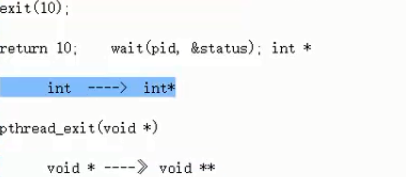 exit(10);
return 10;    wait(pid, &status); int *
int ----> int*
pthread_exit(void *)
void * ----》 void **